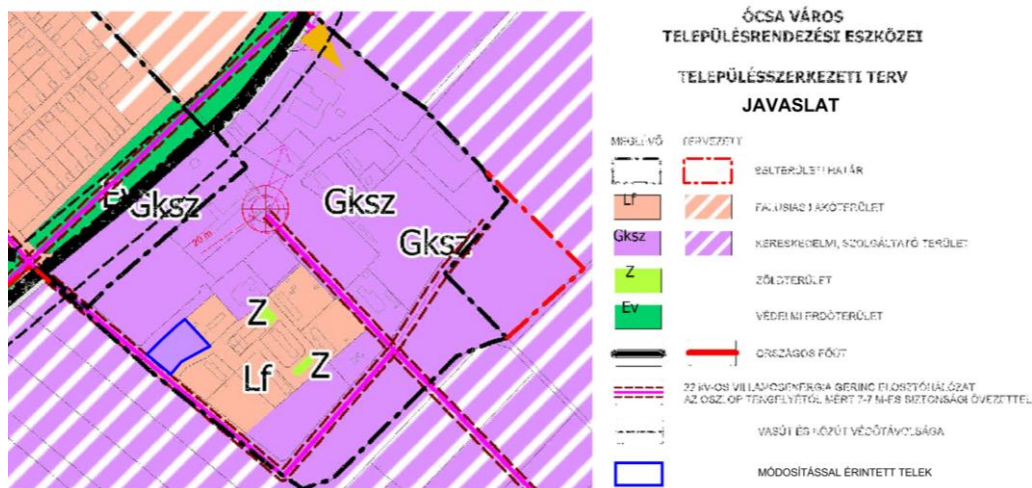 Ev
Gksz
Gksz
Gksz
20 m
Z
Z
Lf
ÓCSA VÁROS
TELEPÜLÉSRENDEZÉSI ESZKÖZEI
TELEPÜLÉSSZERKEZETI TERV
JAVASLAT
MEGLÉVŐ TERVEZETT
BELTERÜLETI HATÁR
Lf FALUSIAS LAKÓTERÜLET
Gksz KERESKEDELMI, SZOLGÁLTATÓ TERÜLET
Z ZÖLDTERÜLET
Ev VÉDELMI ERDŐTERÜLET
ORSZÁGOS FŐÚT
22 kV-OS VILLAMOSENERGIA GERINC ELOSZTÓHÁLÓZAT
AZ OSZLOP TENGELYÉTŐL MÉRT 7-7 M-ES BIZTONSÁGI ÖVEZETTEL
VASÚT ÉS KÖZÚT VÉDŐTÁVOLSÁGA
MÓDOSÍTÁSSAL ÉRINTETT TELEK